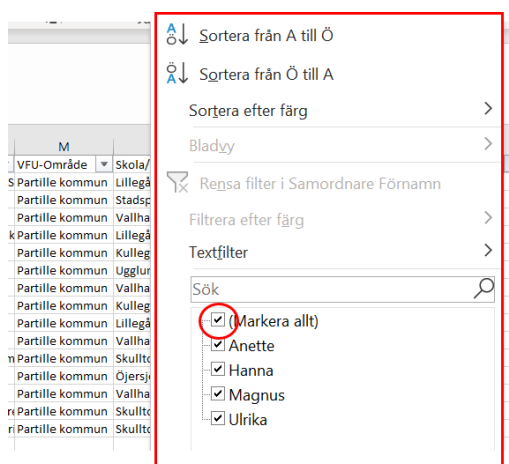 Sortera från A till Ö
Sortera från Ö till A
Sortera efter färg
Bladvy
Rensa filter i Samordnare Förnamn
Filtrera efter färg
Textfilter
Sök
(Markera allt)
Anette
Hanna
Magnus
Ulrika
M
VFU-Område Skola/
Partille kommun Lillegå
Partille kommun Stadsp
Partille kommun Vallha
Partille kommun Lillegå
Partille kommun Kulleg
Partille kommun Ugglur
Partille kommun Vallha
Partille kommun Kulleg
Partille kommun Lillegå
Partille kommun Vallha
Partille kommun Skullto
Partille kommun Öjersj
Partille kommun Vallha
Partille kommun Skullto
Partille kommun Skullto